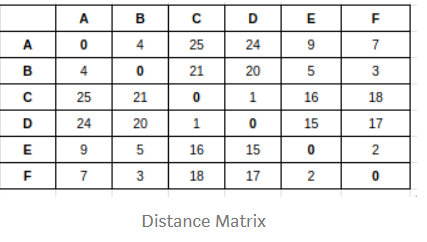 A B C D E F
A 0 4 25 24 9 7
B 4 0 21 20 5 3
C 25 21 0 1 16 18
D 24 20 1 0 15 17
E 9 5 16 15 0 2
F 7 3 18 17 2 0
Distance Matrix